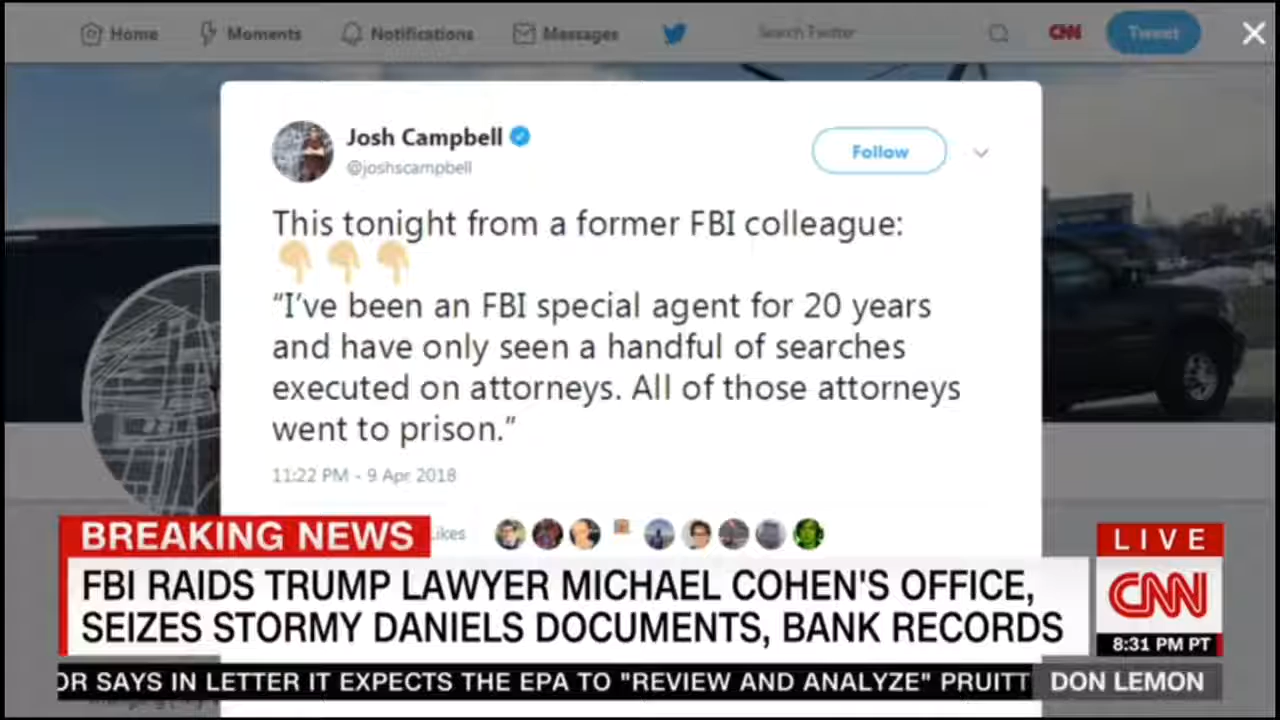 Home Moments Notifications Messages Search Twitter CNN Tweet
Josh Campbell
@joshscampbell
Follow
This tonight from a former FBI colleague:
“I’ve been an FBI special agent for 20 years
and have only seen a handful of searches
executed on attorneys. All of those attorneys
went to prison.”
11:22 PM - 9 Apr 2018
Likes
BREAKING NEWS
FBI RAIDS TRUMP LAWYER MICHAEL COHEN'S OFFICE,
SEIZES STORMY DANIELS DOCUMENTS, BANK RECORDS
LIVE
CNN
8:31 PM PT
OR SAYS IN LETTER IT EXPECTS THE EPA TO "REVIEW AND ANALYZE" PRUITT
DON LEMON